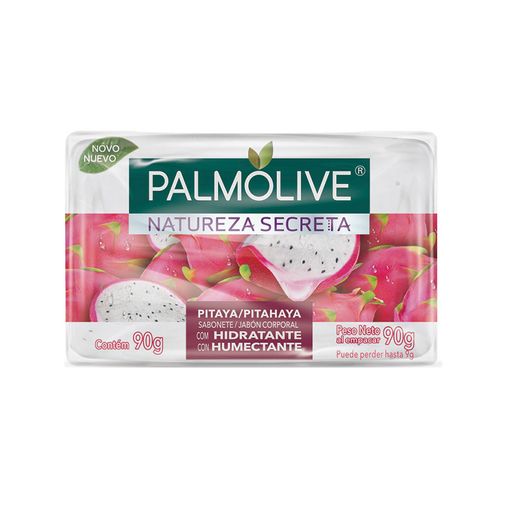 NOVO
NUEVO
PALMOLIVE®
NATUREZA SECRETA
PITAYA/PITAHAYA
SABONETE/JABÓN CORPORAL
COM HIDRATANTE
CON HUMECTANTE
Contém 90g
Peso Neto
al empacar 90g
Puede perder hasta 9g